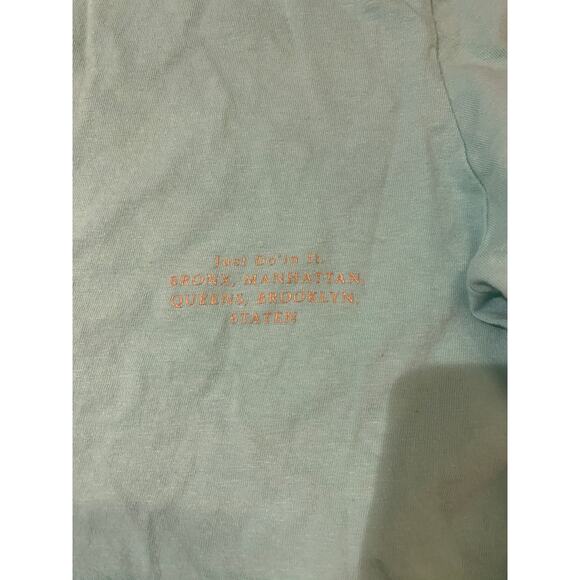 Just Do'in It.
BRONX, MANHATTAN,
QUEENS, BROOKLYN,
STATEN